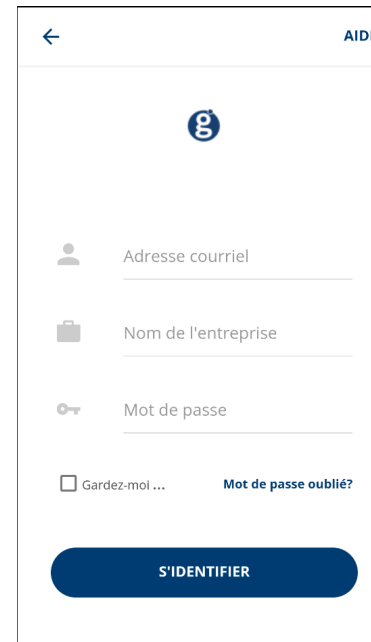 AIDE
g
Adresse courriel
Nom de l'entreprise
Mot de passe
Gardez-moi ...
Mot de passe oublié?
S'IDENTIFIER